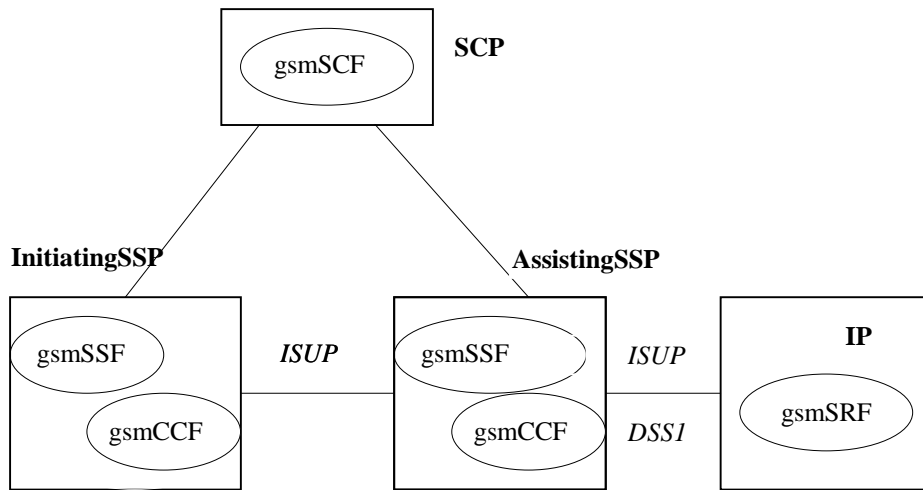 SCP
gsmSCF
InitiatingSSP
AssistingSSP
gsmSSF
ISUP
gsmSSF
ISUP
IP
gsmCCF
gsmCCF
DSS1
gsmSRF